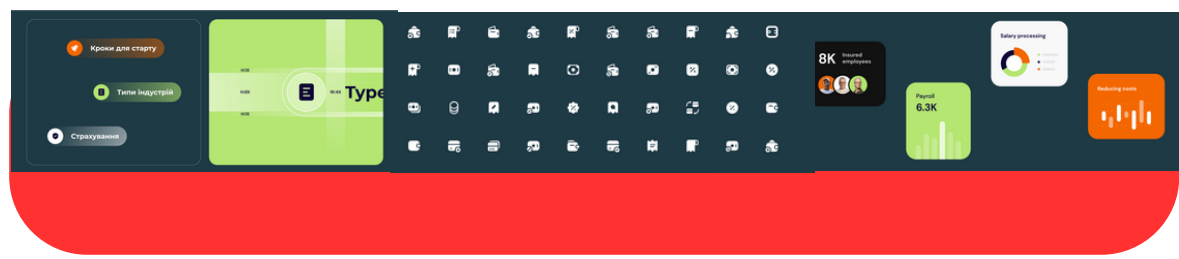 Кроки для старту
Типи індустрій
Страхування
Type
8K
Insured
employees
Payroll
6.3K
Salary processing
Reducing costs